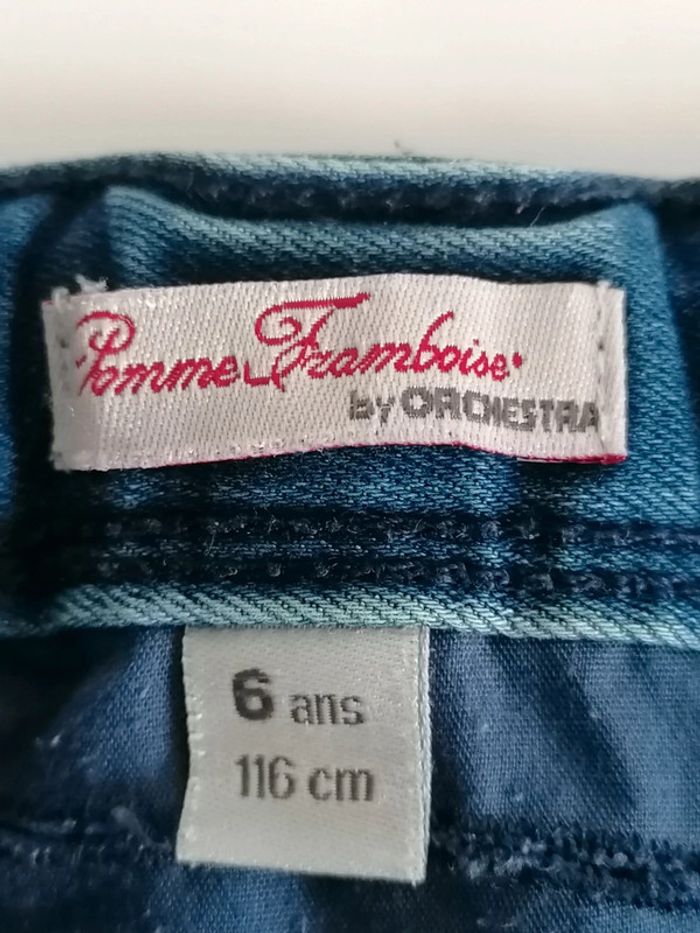 Pomme Framboise
by ORCHESTRA
6 ans
116 cm